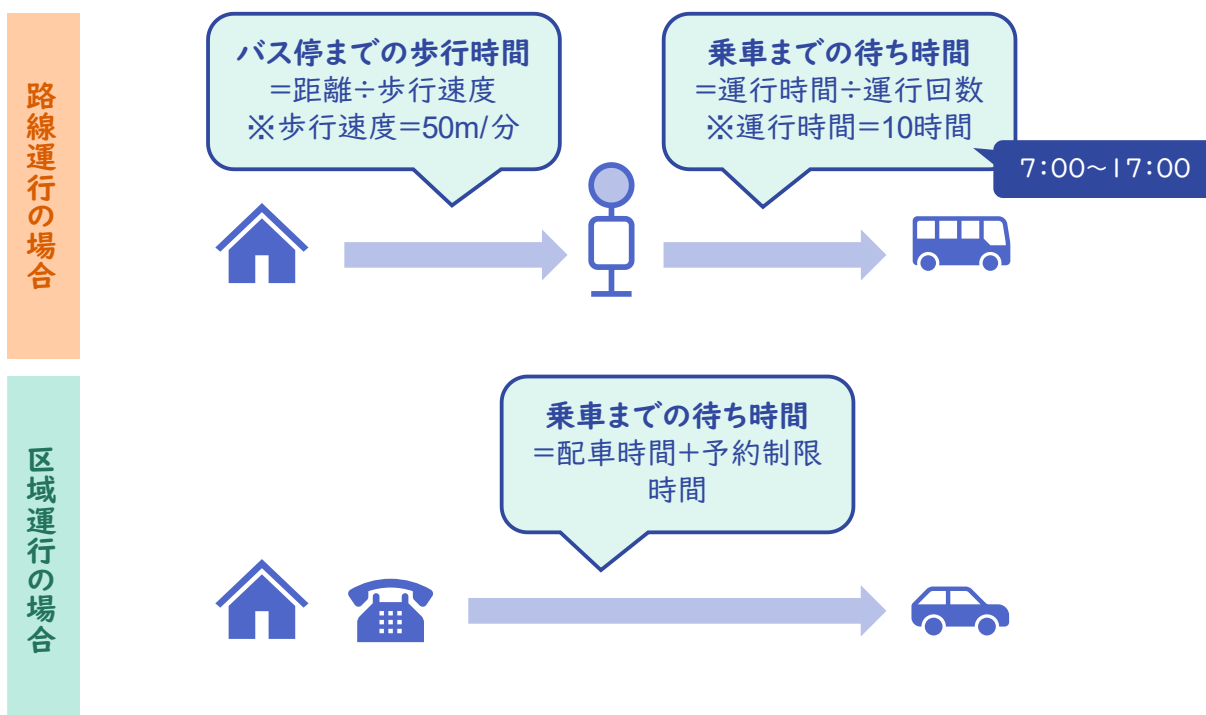 路線運行の場合
バス停までの歩行時間
=距離÷歩行速度
※歩行速度=50m/分
乗車までの待ち時間
=運行時間÷運行回数
※運行時間=10時間
7:00~17:00
区域運行の場合
乗車までの待ち時間
=配車時間+予約制限
時間